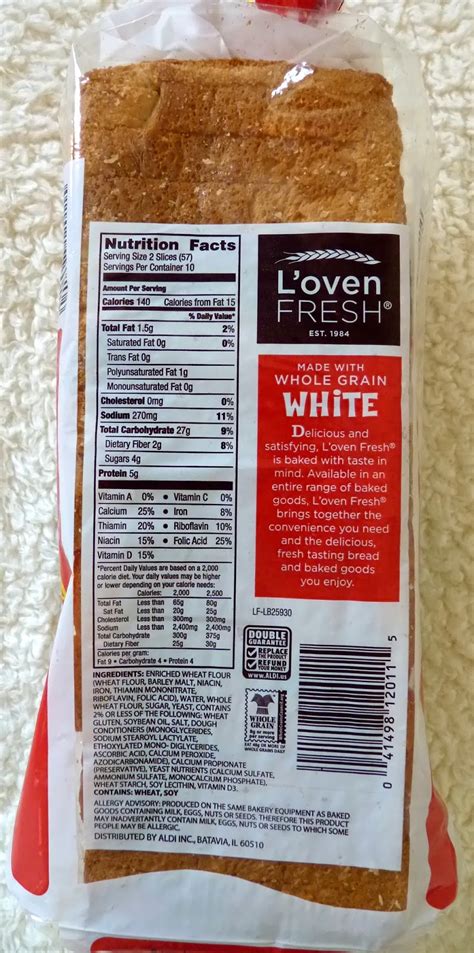 Nutrition Facts
Serving Size 2 Slices (57)
Servings Per Container 10
Amount Per Serving
Calories 140 Calories from Fat 15
% Daily Value*
Total Fat 1.5g 2%
Saturated Fat 0g 0%
Trans Fat 0g
Polyunsaturated Fat 1g
Monounsaturated Fat 0g
Cholesterol 0mg 0%
Sodium 270mg 11%
Total Carbohydrate 27g 9%
Dietary Fiber 2g 8%
Sugars 4g
Protein 5g
Vitamin A 0% • Vitamin C 0%
Calcium 25% • Iron 8%
Thiamin 20% • Riboflavin 10%
Niacin 15% • Folic Acid 25%
Vitamin D 15%
*Percent Daily Values are based on a 2,000
calorie diet. Your daily values may be higher
or lower depending on your calorie needs:
Calories: 2,000 2,500
Total Fat Less than 65g 80g
Sat Fat Less than 20g 25g
Cholesterol Less than 300mg 300mg
Sodium Less than 2,400mg 2,400mg
Total Carbohydrate 300g 375g
Dietary Fiber 25g 30g
Calories per gram:
Fat 9 • Carbohydrate 4 • Protein 4
INGREDIENTS: ENRICHED WHEAT FLOUR
(WHEAT FLOUR, BARLEY MALT, NIACIN,
IRON, THIAMIN MONONITRATE,
RIBOFLAVIN, FOLIC ACID), WATER, WHOLE
WHEAT FLOUR, SUGAR, YEAST, CONTAINS
2% OR LESS OF THE FOLLOWING: WHEAT
GLUTEN, SOYBEAN OIL, SALT, DOUGH
CONDITIONERS (MONOGLYCERIDES,
SODIUM STEAROYL LACTYLATE,
ETHOXYLATED MONO- DIGLYCERIDES,
ASCORBIC ACID, CALCIUM PEROXIDE,
AZODICARBONAMIDE), CALCIUM PROPIONATE
(PRESERVATIVE), YEAST NUTRIENTS (CALCIUM SULFATE,
AMMONIUM SULFATE, MONOCALCIUM PHOSPHATE),
WHEAT STARCH, SOY LECITHIN, VITAMIN D3.
CONTAINS: WHEAT, SOY
ALLERGY ADVISORY: PRODUCED ON THE SAME BAKERY EQUIPMENT AS BAKED
GOODS CONTAINING MILK, EGGS, NUTS OR SEEDS. THEREFORE THIS PRODUCT
MAY INADVERTANTLY CONTAIN MILK, EGGS, NUTS OR SEEDS TO WHICH SOME
PEOPLE MAY BE ALLERGIC.
DISTRIBUTED BY ALDI INC., BATAVIA, IL 60510
L'oven
FRESH®
EST. 1984
MADE WITH
WHOLE GRAIN
WHITE
Delicious and
satisfying, L'oven Fresh®
is baked with taste in
mind. Available in an
entire range of baked
goods, L'oven Fresh®
brings together the
convenience you need
and the delicious,
fresh tasting bread
and baked goods
you enjoy.
LF-LB25930
DOUBLE
GUARANTEE
REPLACE
THE PRODUCT
REFUND
YOUR MONEY
www.ALDI.us
WHOLE
GRAIN
8g or more
per serving
EAT 48g OR MORE OF
WHOLE GRAINS DAILY
0 41498 12011 5